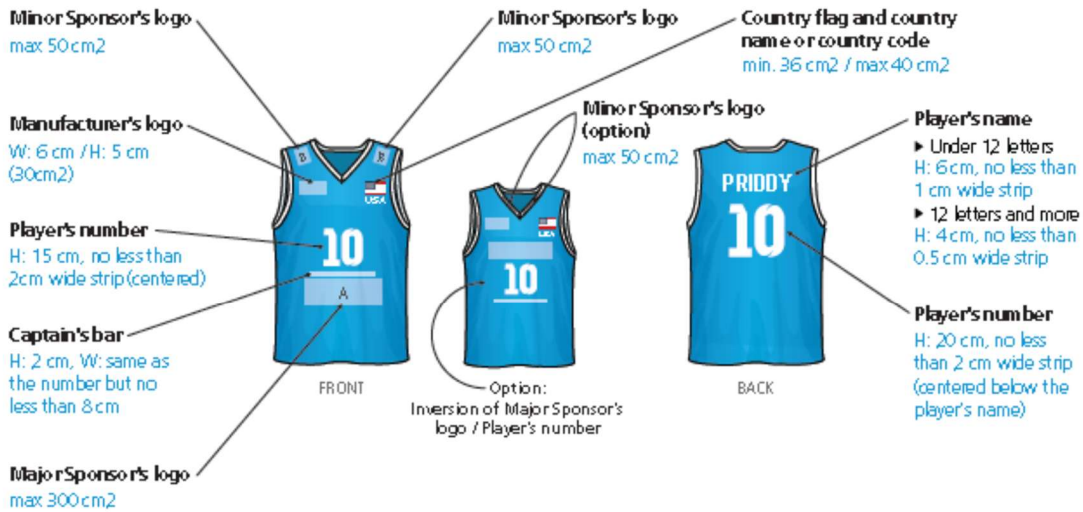 Minor Sponsor's logo
max 50 cm2
Minor Sponsor's logo
max 50 cm2
Country flag and country
name or country code
min. 36 cm2 / max 40 cm2
Manufacturer's logo
W: 6 cm / H: 5 cm
(30cm2)
Minor Sponsor's logo
(option)
max 50 cm2
Player's name
▸ Under 12 letters
H: 6 cm, no less than
1 cm wide strip
▸ 12 letters and more
H: 4 cm, no less than
0.5 cm wide strip
Player's number
H: 15 cm, no less than
2cm wide strip (centered)
Captain's bar
H: 2 cm, W: same as
the number but no
less than 8 cm
Major Sponsor's logo
max 300 cm2
B
B
USA
10
A
FRONT
USA
10
Option:
Inversion of Major Sponsor's
logo / Player's number
PRIDDY
10
BACK
Player's number
H: 20 cm, no less
than 2 cm wide strip
(centered below the
player's name)